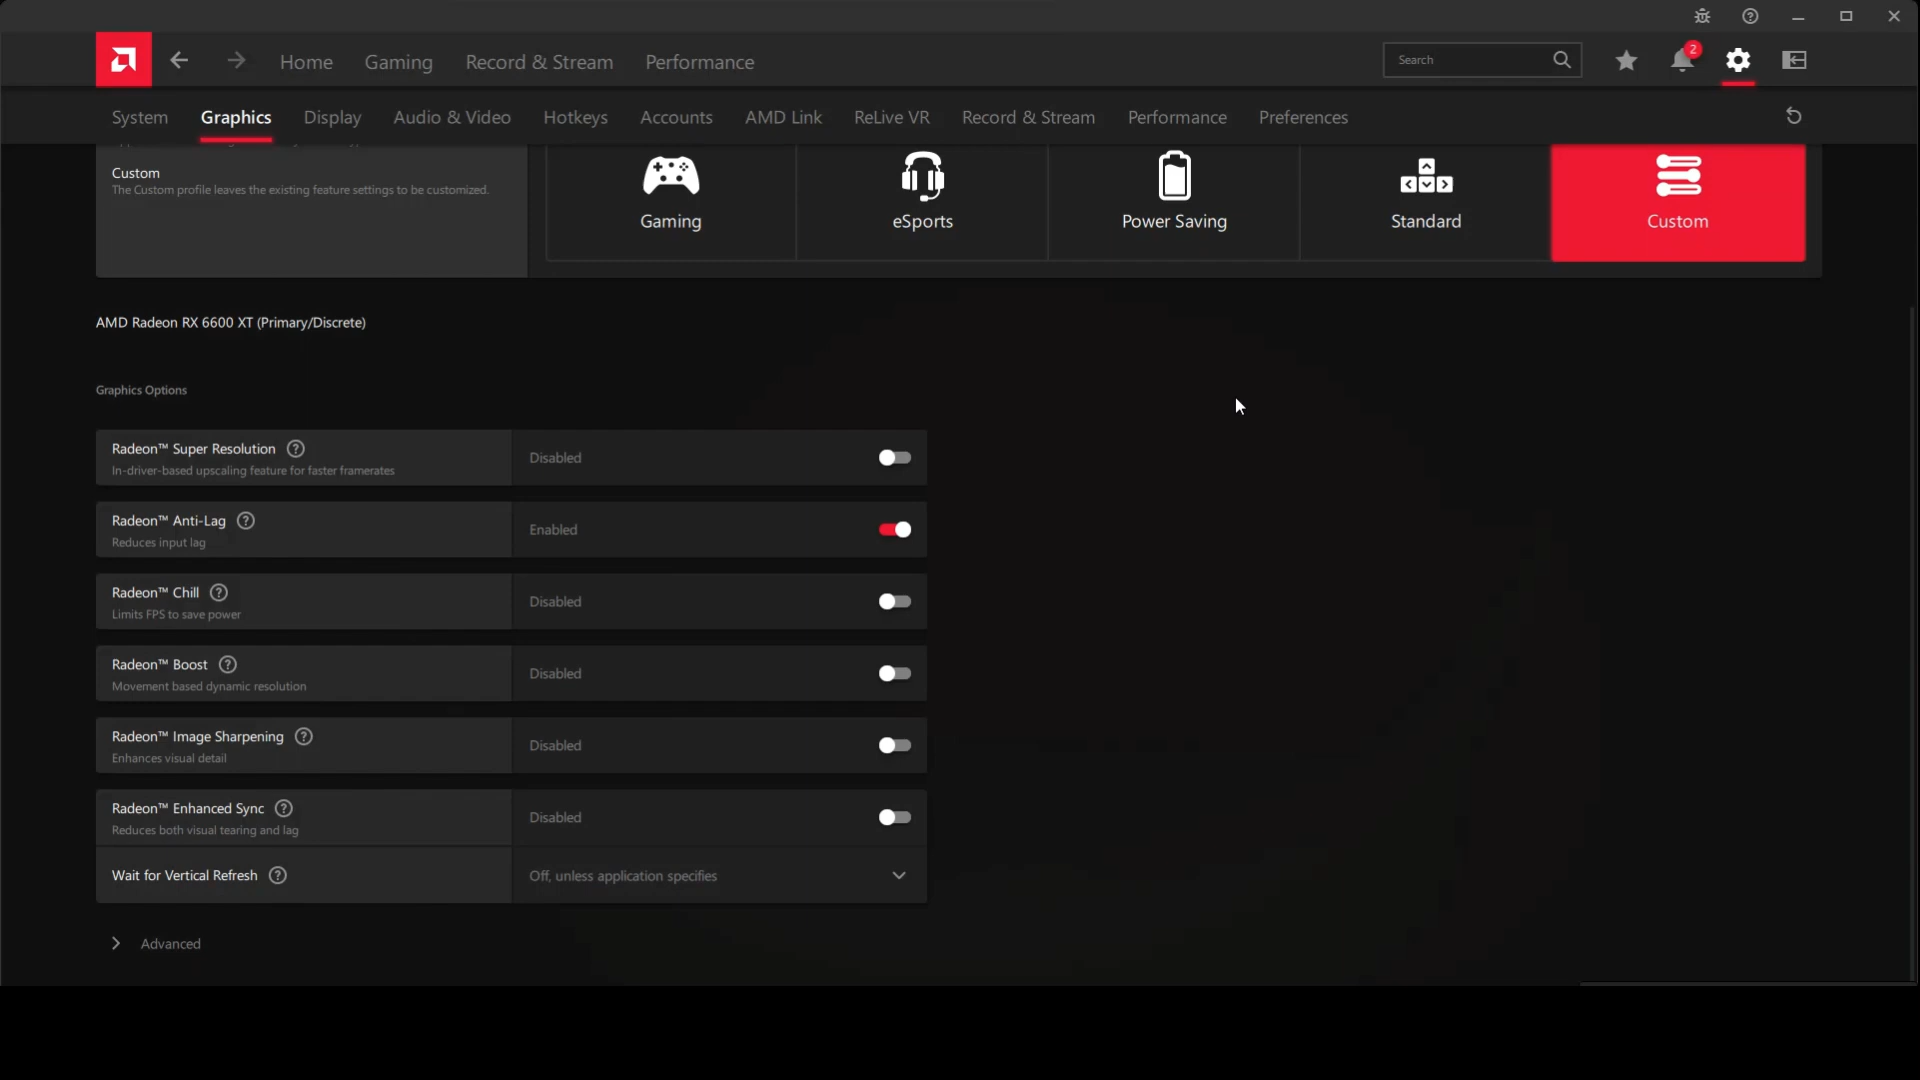 2
Home
Gaming
Record & Stream
Performance
Search
System
Graphics
Display
Audio & Video
Hotkeys
Accounts
AMD Link
ReLive VR
Record & Stream
Performance
Preferences
Custom
The Custom profile leaves the existing feature settings to be customized.
Gaming
eSports
Power Saving
Standard
Custom
AMD Radeon RX 6600 XT (Primary/Discrete)
Graphics Options
Radeon™ Super Resolution ?
In-driver-based upscaling feature for faster framerates
Disabled
Radeon™ Anti-Lag ?
Reduces input lag
Enabled
Radeon™ Chill ?
Limits FPS to save power
Disabled
Radeon™ Boost ?
Movement based dynamic resolution
Disabled
Radeon™ Image Sharpening ?
Enhances visual detail
Disabled
Radeon™ Enhanced Sync ?
Reduces both visual tearing and lag
Disabled
Wait for Vertical Refresh ?
Off, unless application specifies
Advanced